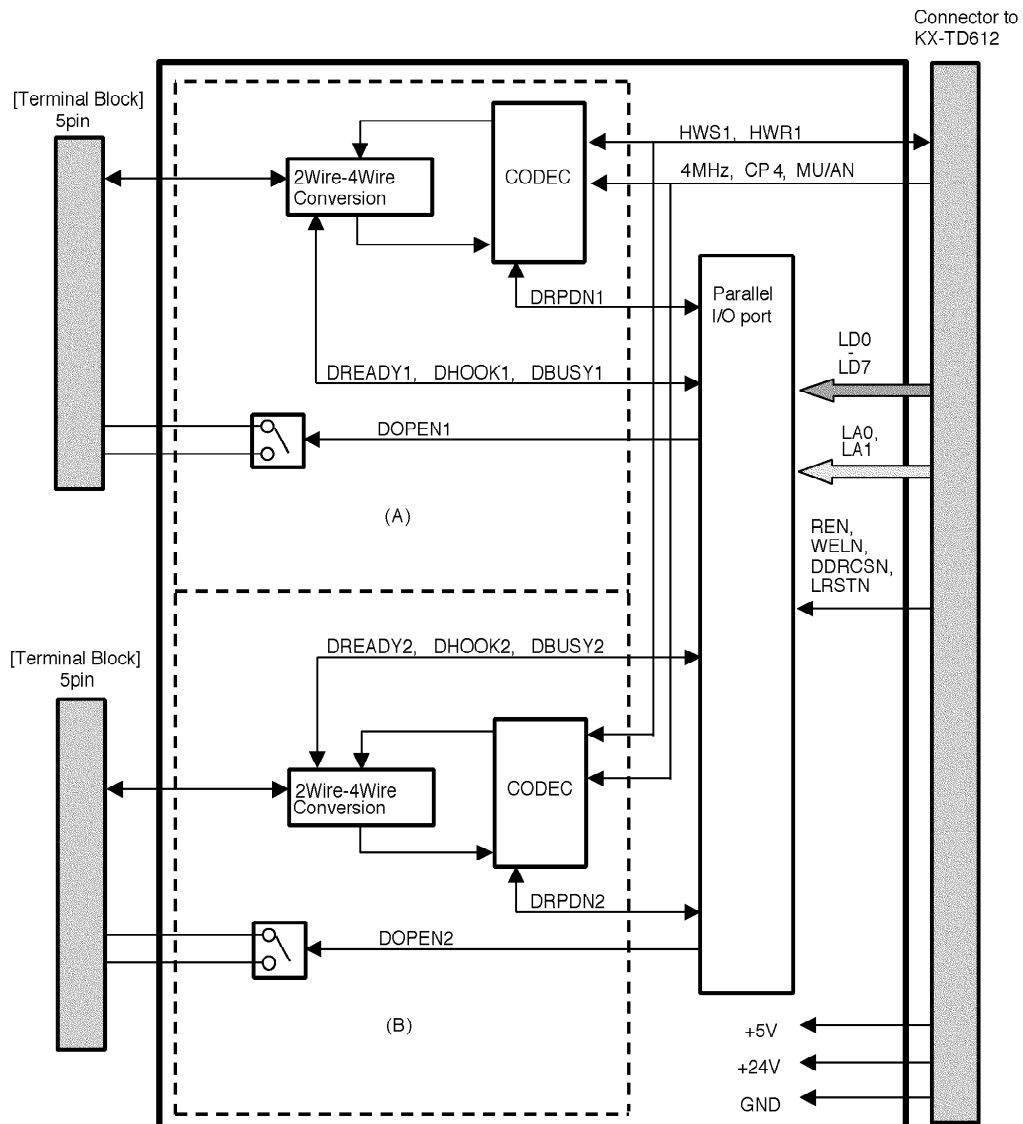 Connector to
KX-TD612
[Terminal Block]
5pin
2Wire-4Wire
Conversion
CODEC
HWS1, HWR1
4MHz, CP4, MU/AN
DRPDN1
Parallel
I/O port
LD0
-
LD7
DREADY1, DHOOK1, DBUSY1
DOPEN1
LA0,
LA1
(A)
REN,
WELN,
DDRCSN,
LRSTN
[Terminal Block]
5pin
DREADY2, DHOOK2, DBUSY2
2Wire-4Wire
Conversion
CODEC
DRPDN2
DOPEN2
(B)
+5V
+24V
GND